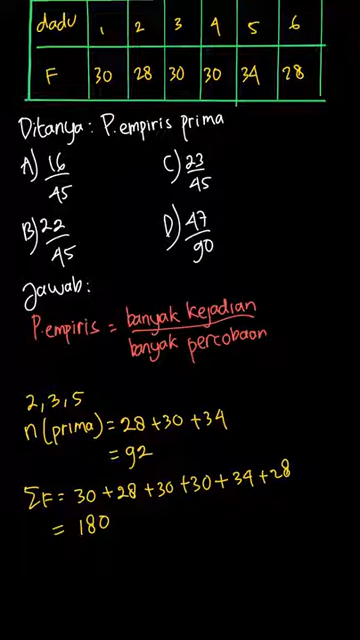 dadu 1 2 3 4 5 6
F 30 28 30 30 34 28
Ditanya : P.empiris prima
A) 16/45 C) 23/45
B) 22/45 D) 47/90
Jawab :
P.empiris = banyak kejadian / banyak percobaan
2, 3, 5
n(prima) = 28 + 30 + 34
= 92
ΣF = 30 + 28 + 30 + 30 + 34 + 28
= 180